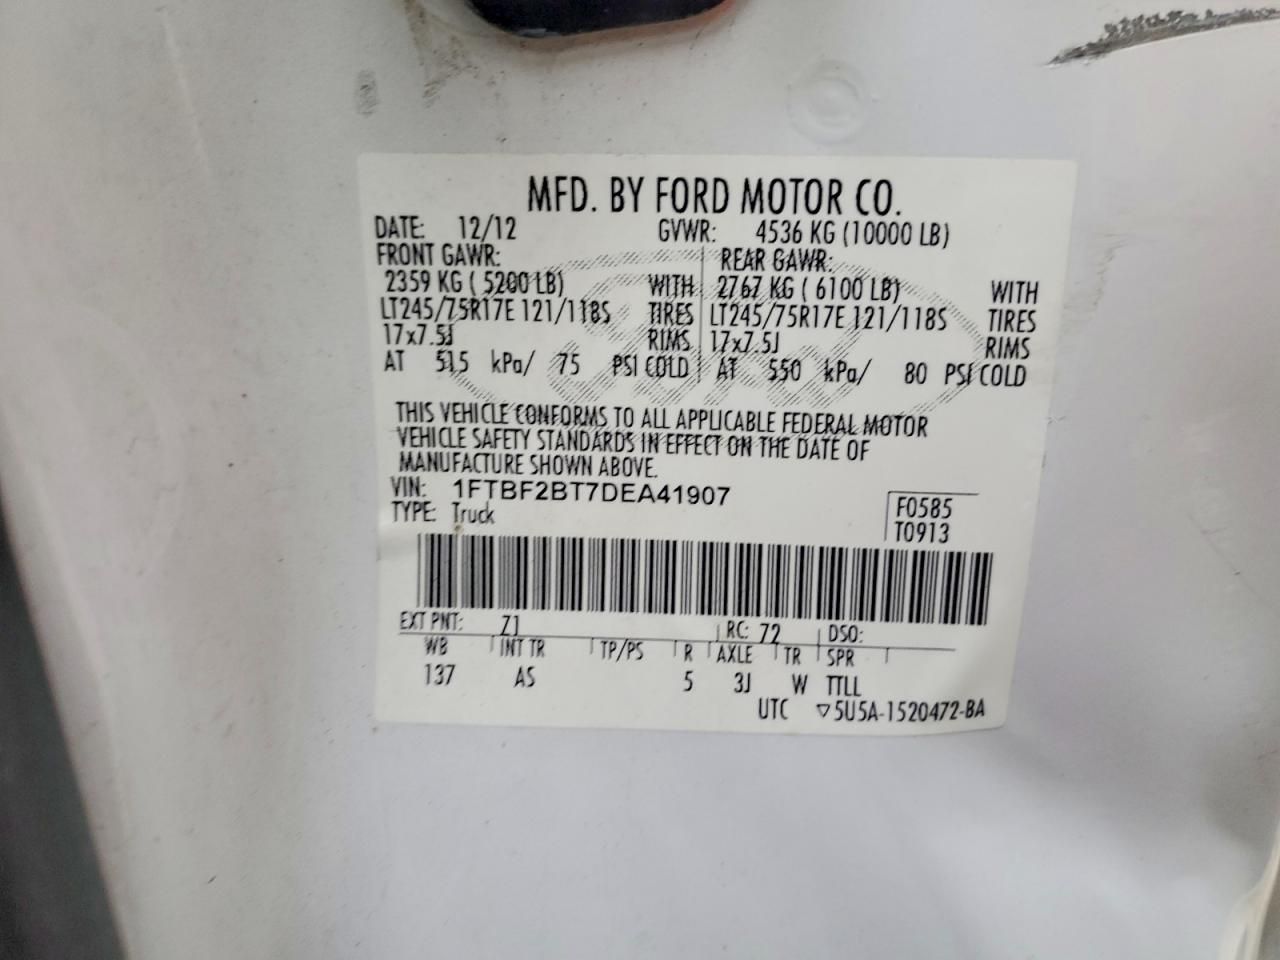 MFD. BY FORD MOTOR CO.
DATE: 12/12 GVWR: 4536 KG (10000 LB)
FRONT GAWR: REAR GAWR:
2359 KG ( 5200 LB) WITH 2767 KG ( 6100 LB) WITH
LT245/75R17E 121/118S TIRES LT245/75R17E 121/118S TIRES
17x7.5J RIMS 17x7.5J RIMS
AT 515 kPa/ 75 PSI COLD AT 550 kPa/ 80 PSI COLD
THIS VEHICLE CONFORMS TO ALL APPLICABLE FEDERAL MOTOR
VEHICLE SAFETY STANDARDS IN EFFECT ON THE DATE OF
MANUFACTURE SHOWN ABOVE.
VIN: 1FTBF2BT7DEA41907 F0585
TYPE: Truck T0913
EXT PNT: Z1 RC: 72 DSO:
WB INT TR TP/PS R AXLE TR SPR
137 AS 5 3J W TTLL
UTC ▽5U5A-1520472-BA